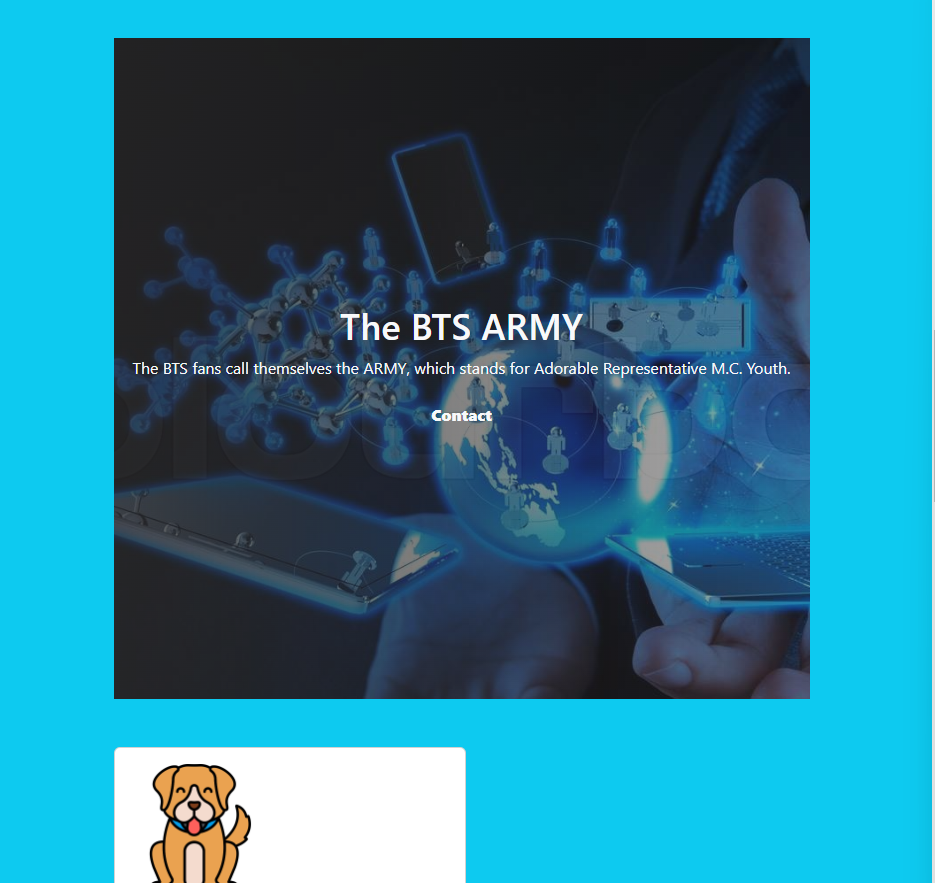 The BTS ARMY
The BTS fans call themselves the ARMY, which stands for Adorable Representative M.C. Youth.
Contact